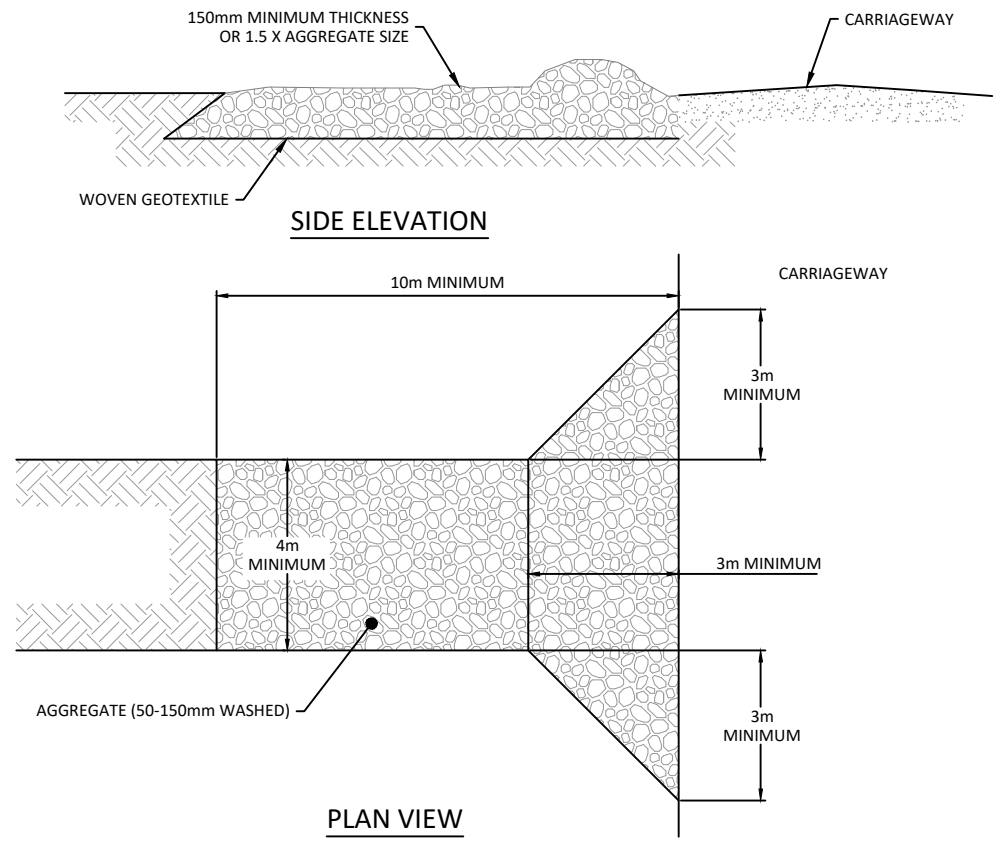 150mm MINIMUM THICKNESS
OR 1.5 X AGGREGATE SIZE
CARRIAGEWAY
WOVEN GEOTEXTILE
SIDE ELEVATION
10m MINIMUM
CARRIAGEWAY
3m
MINIMUM
4m
MINIMUM
3m MINIMUM
AGGREGATE (50-150mm WASHED)
3m
MINIMUM
PLAN VIEW